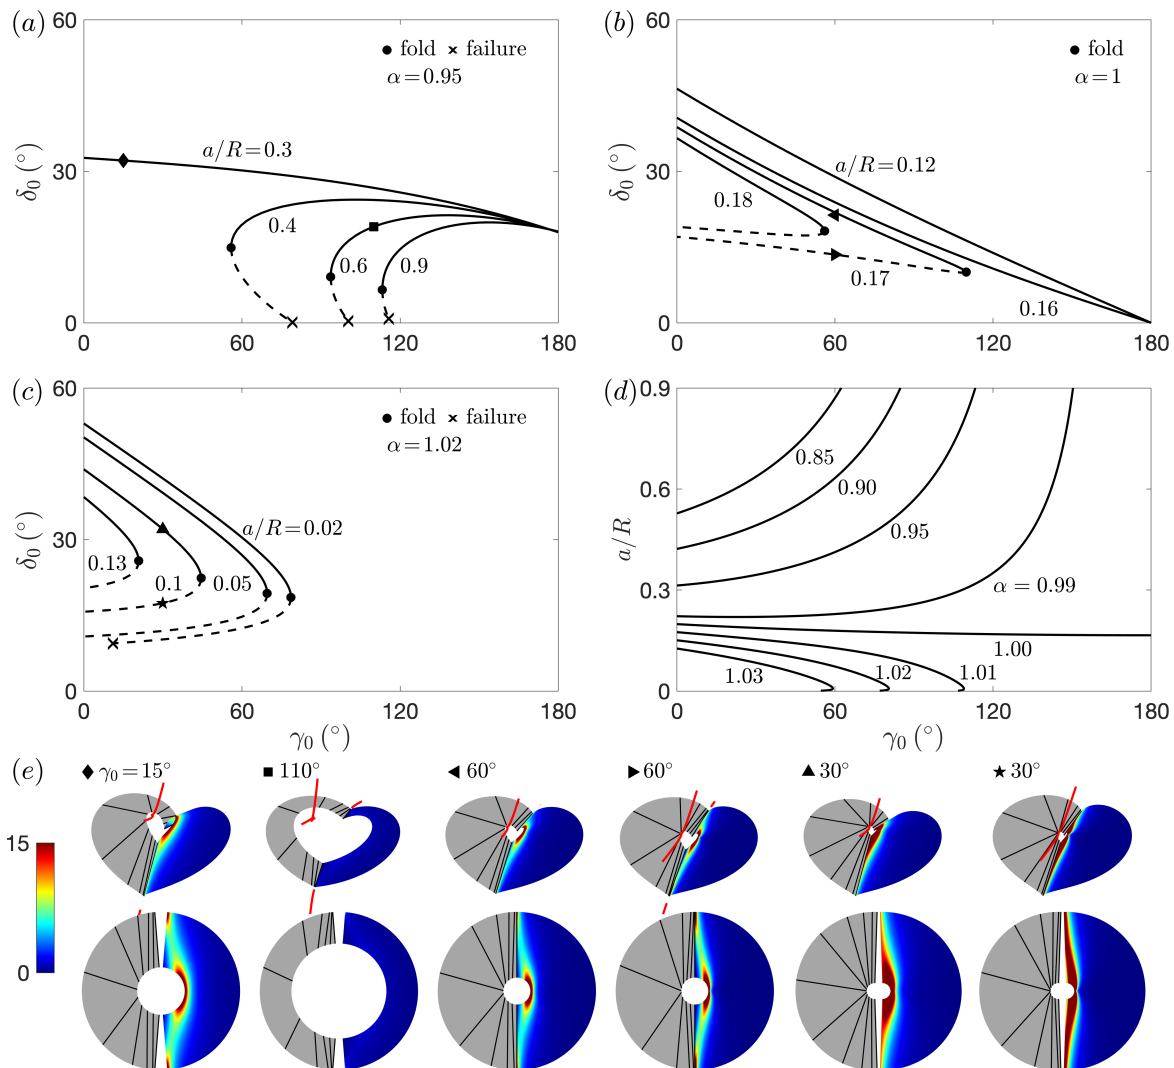 (a)
60
● fold × failure
α=0.95
a/R=0.3
30
δ₀ (°)
0.4
0.6
0.9
0
0
60
120
180
(b)
60
● fold
α=1
a/R=0.12
30
δ₀ (°)
0.18
0.17
0.16
0
0
60
120
180
(c)
60
● fold × failure
α=1.02
a/R=0.02
30
δ₀ (°)
0.13
0.1
0.05
0
0
60
120
180
γ₀ (°)
(d)
0.9
0.85
0.90
0.6
0.95
a/R
0.3
α = 0.99
1.00
1.03
1.02
1.01
0
0
60
120
180
γ₀ (°)
(e)
◆ γ₀=15°
■ 110°
◀ 60°
▶ 60°
▲ 30°
★ 30°
15
0